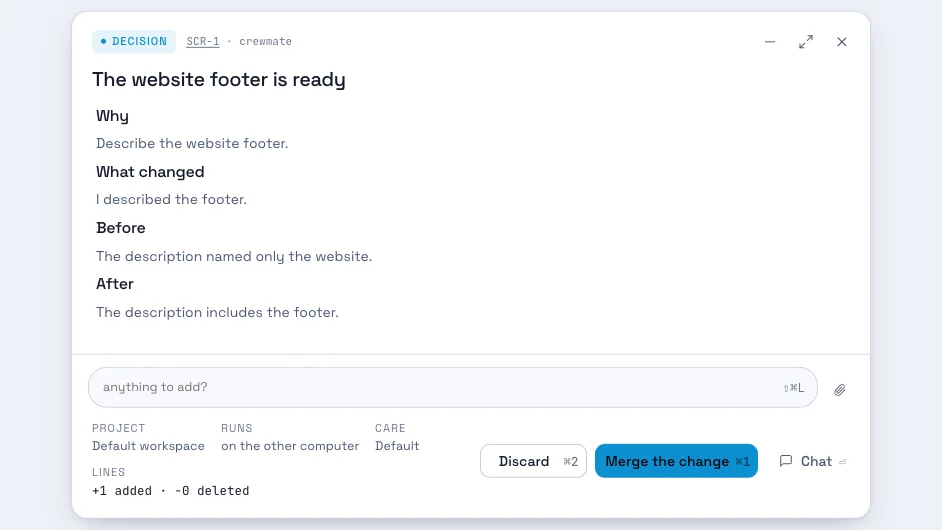 DECISION SCR-1 · crewmate
The website footer is ready
Why
Describe the website footer.
What changed
I described the footer.
Before
The description named only the website.
After
The description includes the footer.
anything to add? ⇧⌘L
PROJECT RUNS CARE
Default workspace on the other computer Default
Discard ⌘2 Merge the change ⌘1 Chat ⏎
LINES
+1 added · -0 deleted